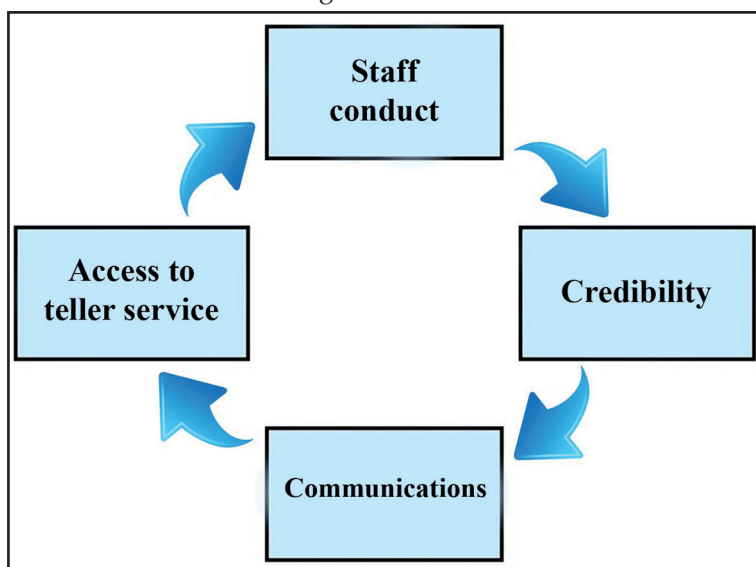 Staff
conduct
Credibility
Communications
Access to
teller service